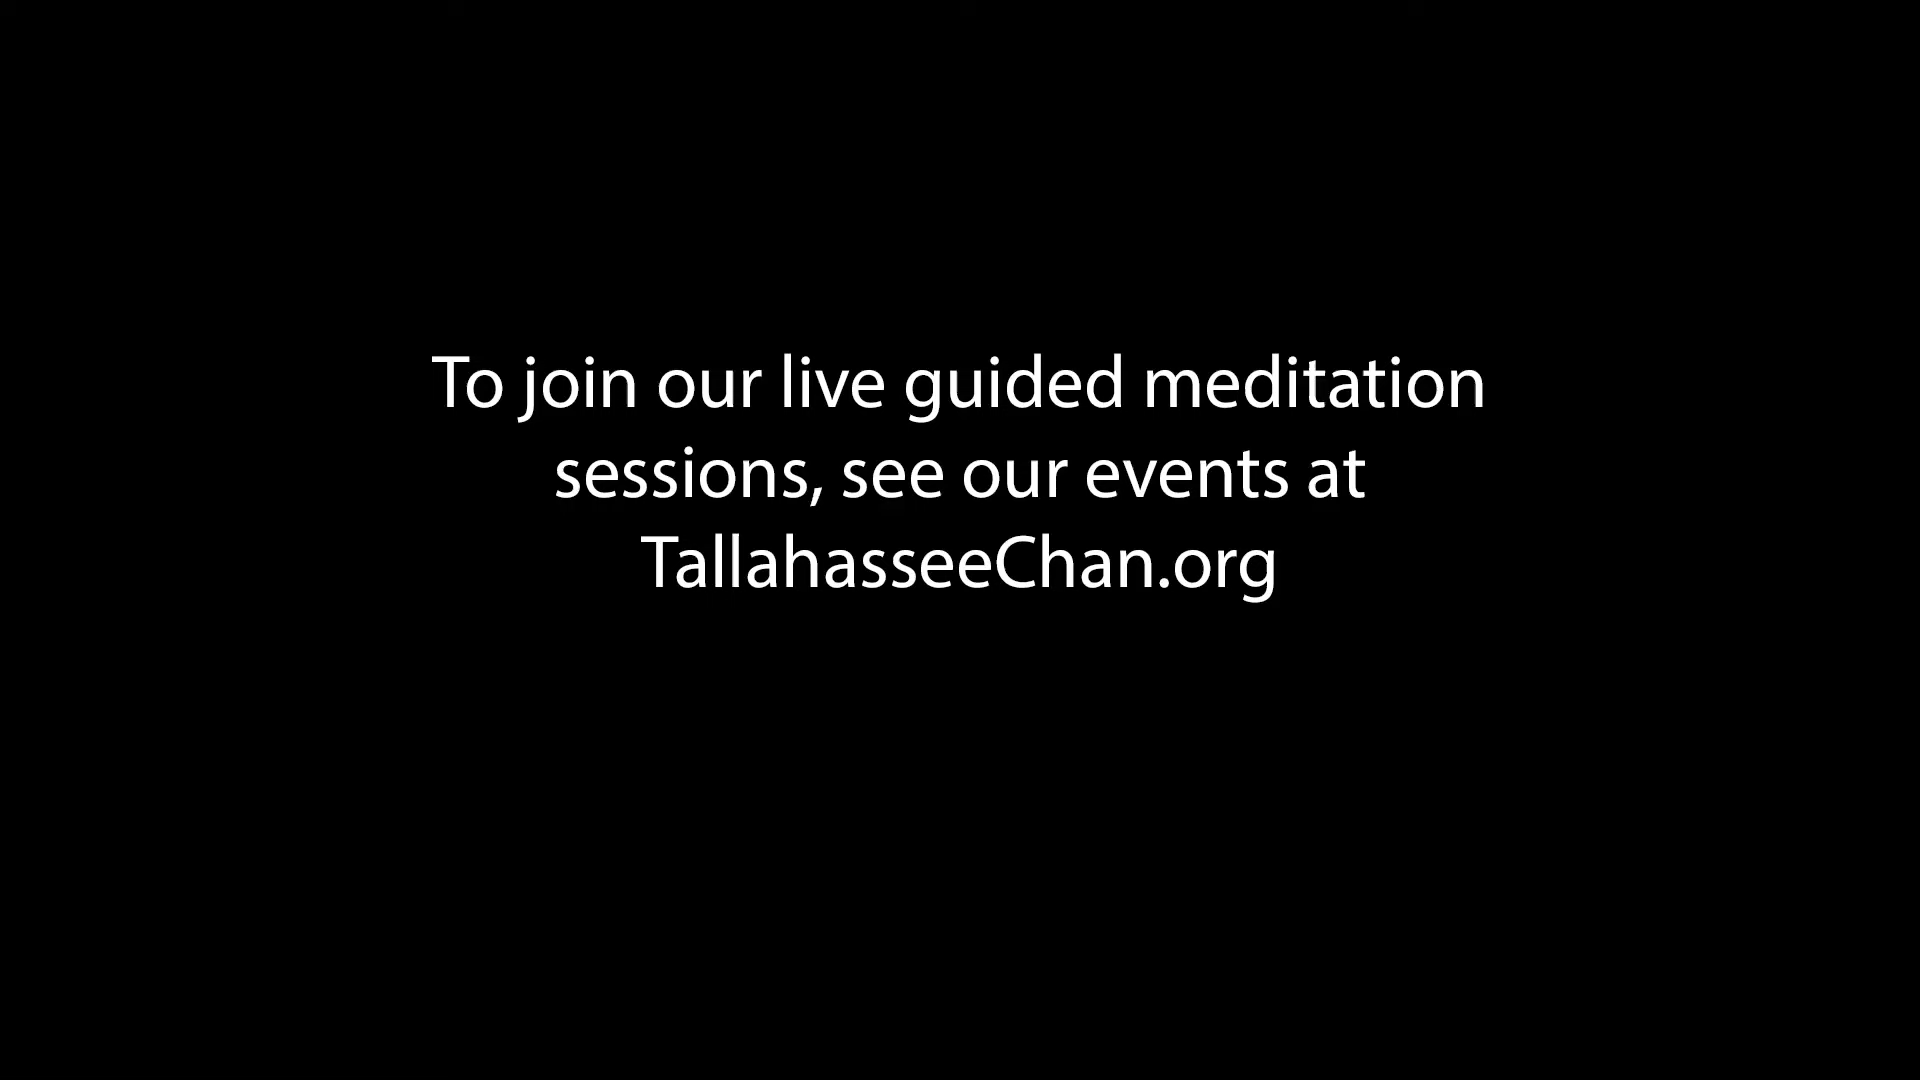 To join our live guided meditation
sessions, see our events at
TallahasseeChan.org